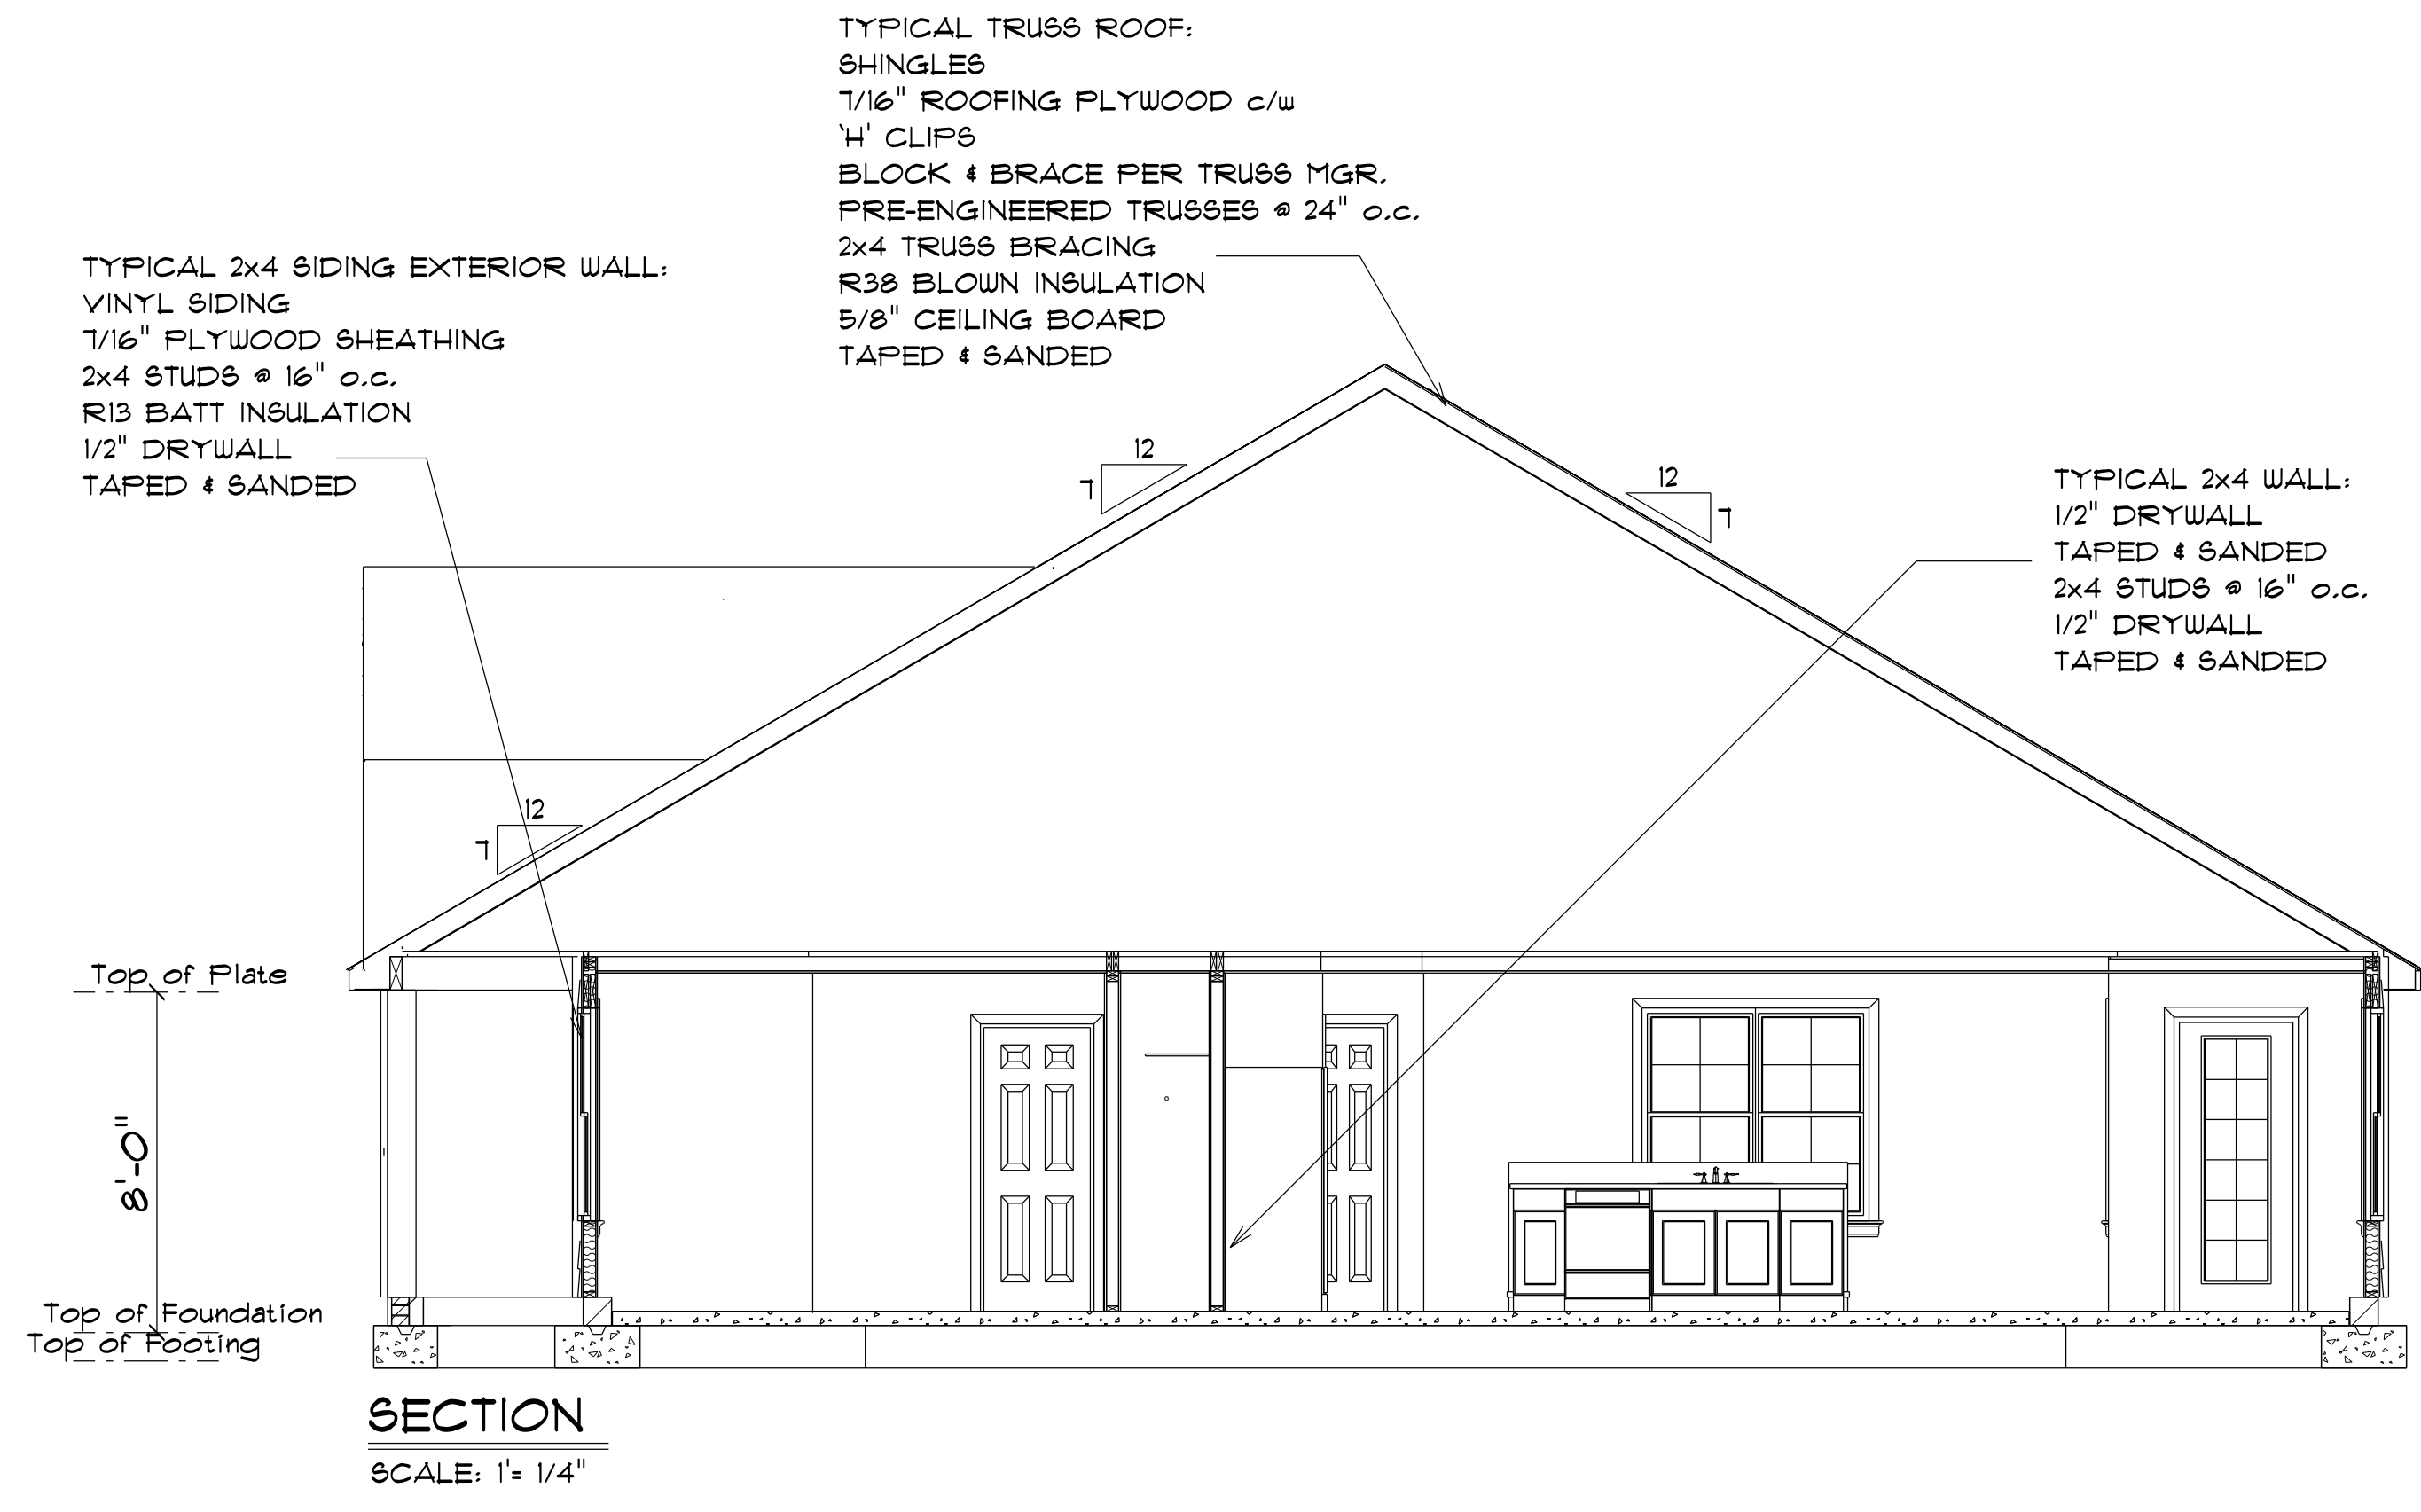 TYPICAL TRUSS ROOF:
SHINGLES
7/16" ROOFING PLYWOOD c/w
'H' CLIPS
BLOCK & BRACE PER TRUSS MGR.
PRE-ENGINEERED TRUSSES @ 24" o.c.
2x4 TRUSS BRACING
R38 BLOWN INSULATION
5/8" CEILING BOARD
TAPED & SANDED
TYPICAL 2x4 SIDING EXTERIOR WALL:
VINYL SIDING
7/16" PLYWOOD SHEATHING
2x4 STUDS @ 16" o.c.
R13 BATT INSULATION
1/2" DRYWALL
TAPED & SANDED
12
7
12
7
TYPICAL 2x4 WALL:
1/2" DRYWALL
TAPED & SANDED
2x4 STUDS @ 16" o.c.
1/2" DRYWALL
TAPED & SANDED
12
7
Top of Plate
8'-0"
Top of Foundation
Top of Footing
SECTION
SCALE: 1'= 1/4"